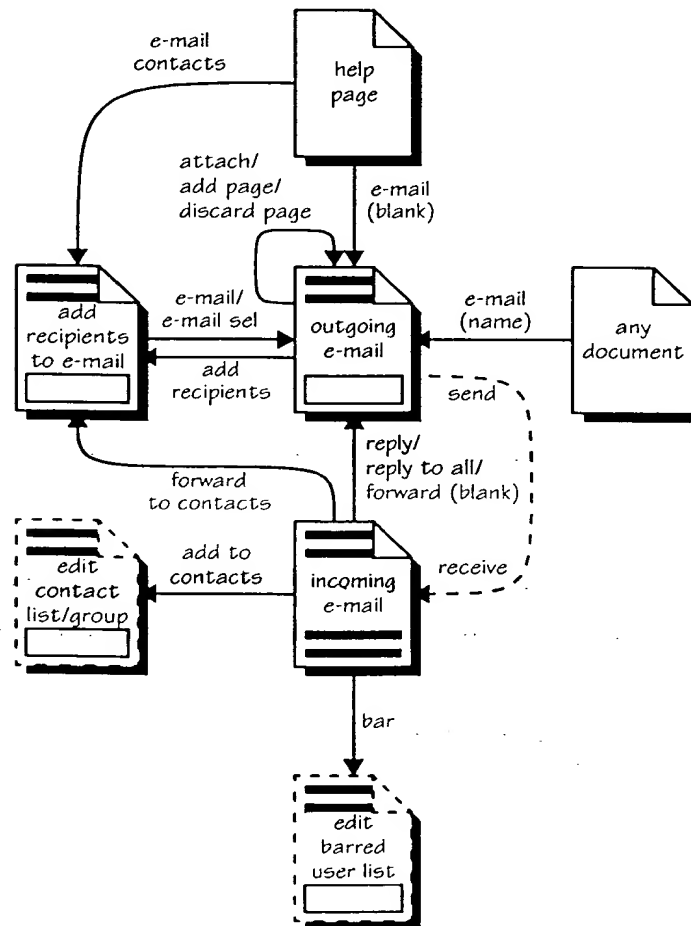 e-mail
contacts
help
page
attach/
add page/
discard page
e-mail
(blank)
add
recipients
to e-mail
e-mail/
e-mail sel
add
recipients
outgoing
e-mail
e-mail
(name)
any
document
send
forward
to contacts
reply/
reply to all/
forward (blank)
edit
contact
list/group
add to
contacts
incoming
e-mail
receive
bar
edit
barred
user list